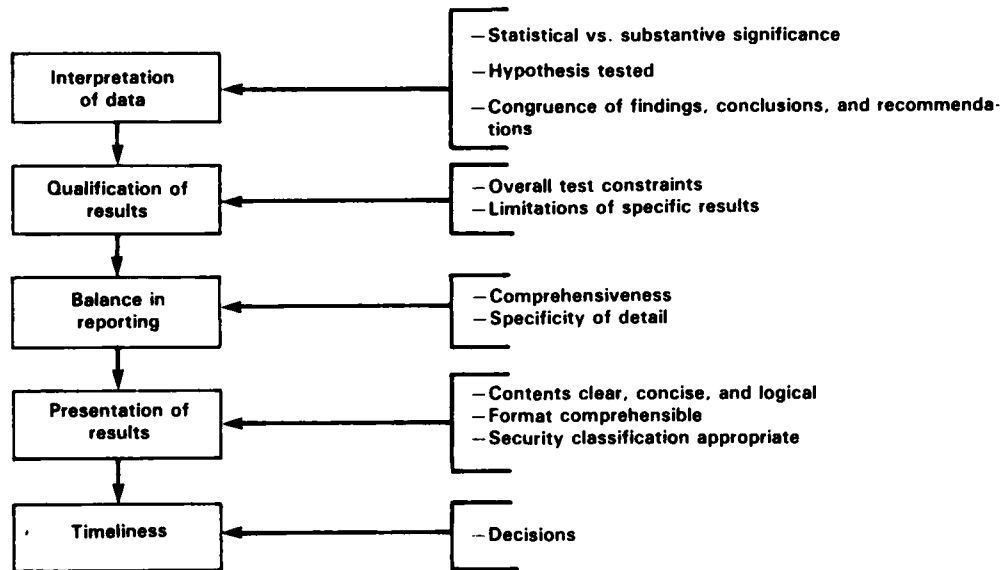 Interpretation
of data
—Statistical vs. substantive significance
—Hypothesis tested
—Congruence of findings, conclusions, and recommenda-
tions
Qualification of
results
—Overall test constraints
—Limitations of specific results
Balance in
reporting
—Comprehensiveness
—Specificity of detail
Presentation of
results
—Contents clear, concise, and logical
—Format comprehensible
—Security classification appropriate
Timeliness
—Decisions